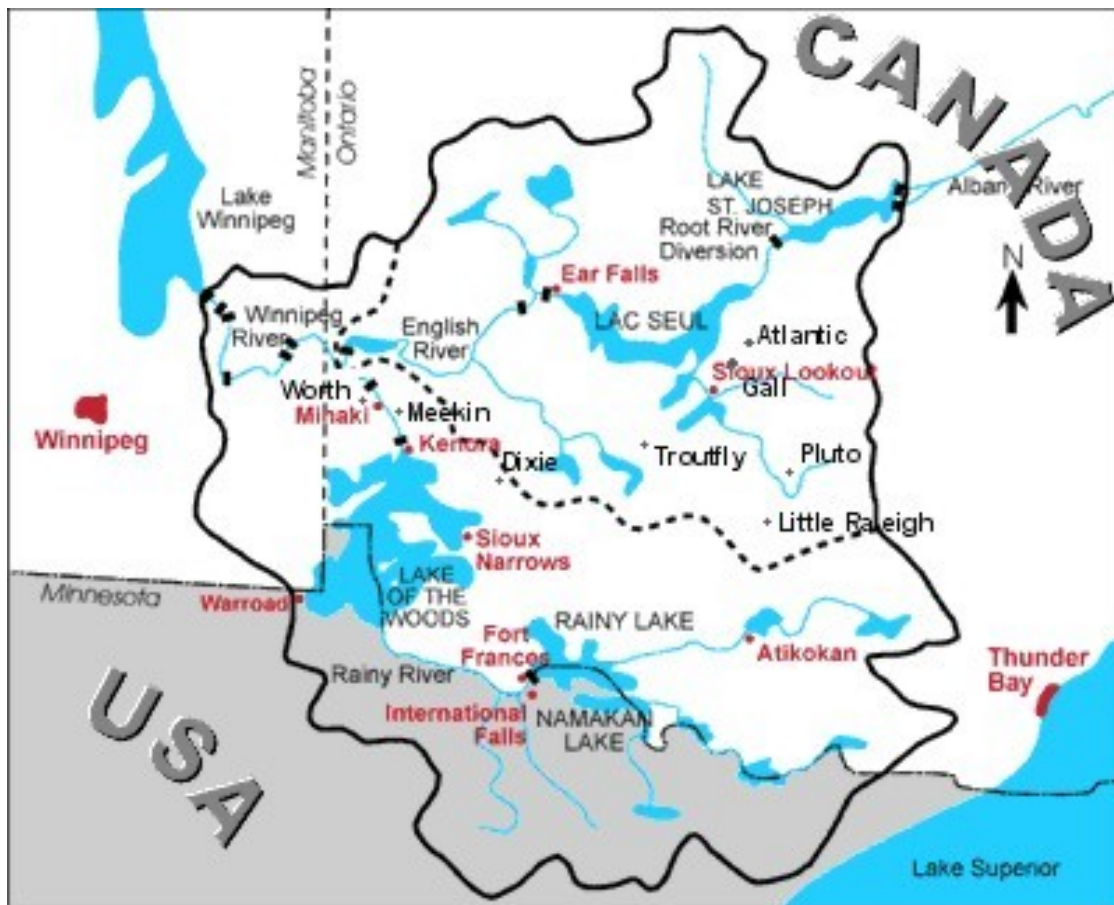 CANADA
Manitoba
Ontario
Lake
Winnipeg
LAKE
ST. JOSEPH
Albany River
Root River
Diversion
N
Ear Falls
Winnipeg
River
English
River
LAC SEUL
Atlantic
Sioux Lookout
Gall
Worth
Minaki
Meekin
Winnipeg
Kenora
Dixie
Troutfly
Pluto
Little Raleigh
Sioux
Narrows
Minnesota
Warroad
LAKE
OF THE
WOODS
RAINY LAKE
Fort
Frances
Atikokan
Thunder
Bay
Rainy River
International
Falls
NAMAKAN
LAKE
USA
Lake Superior